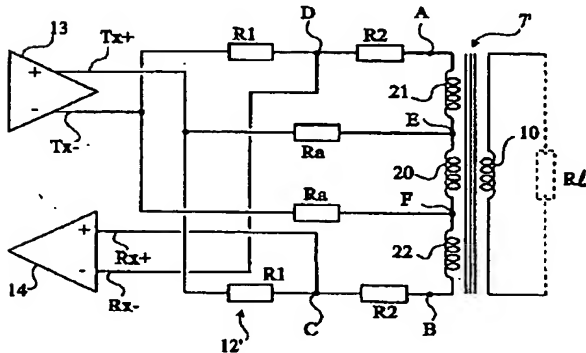 13
Tx+
R1
D
R2
A
7'
+
-
21
E
Ra
10
Tx-
20
F
Ra
Rℓ
+
Rx+
22
14
-
Rx-
R1
12'
C
R2
B